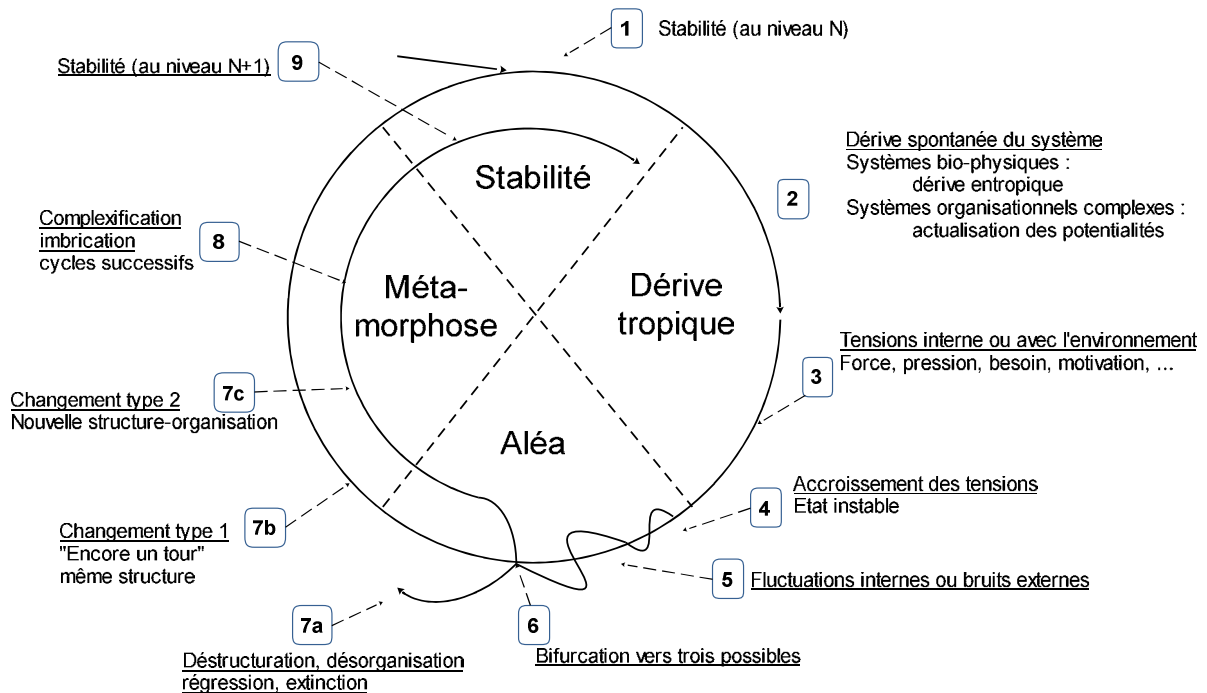 1
Stabilité (au niveau N)
9
Stabilité (au niveau N+1)
Stabilité
2
Dérive spontanée du système
Systèmes bio-physiques :
dérive entropique
Systèmes organisationnels complexes :
actualisation des potentialités
8
Complexification
imbrication
cycles successifs
Méta-
morphose
Dérive
tropique
3
Tensions interne ou avec l'environnement
Force, pression, besoin, motivation, ...
7c
Changement type 2
Nouvelle structure-organisation
Aléa
4
Accroissement des tensions
Etat instable
7b
Changement type 1
"Encore un tour"
même structure
5
Fluctuations internes ou bruits externes
7a
Déstructuration, désorganisation
régression, extinction
6
Bifurcation vers trois possibles